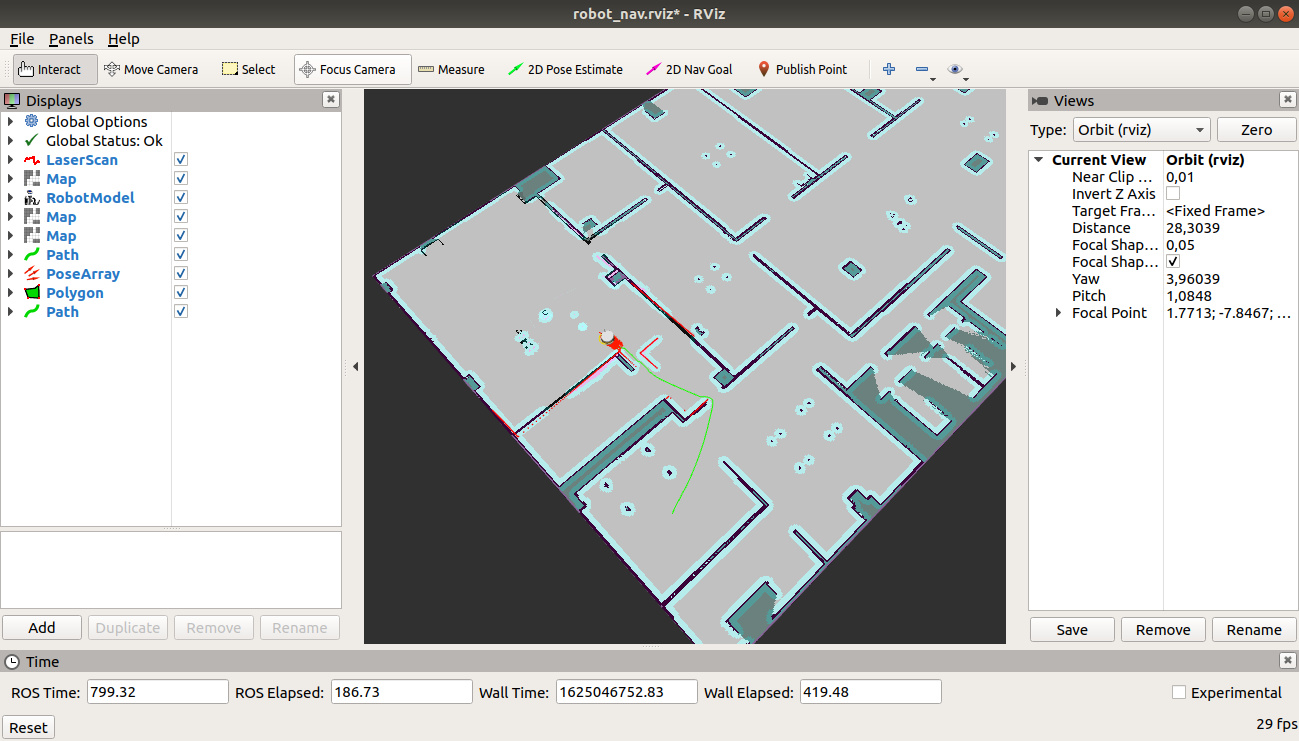 robot_nav.rviz* - RViz
File Panels Help
Interact Move Camera Select Focus Camera Measure 2D Pose Estimate 2D Nav Goal Publish Point
Displays
Global Options
Global Status: Ok
LaserScan
Map
RobotModel
Map
Map
Path
PoseArray
Polygon
Path
Add Duplicate Remove Rename
Views
Type: Orbit (rviz) Zero
Current View Orbit (rviz)
Near Clip ... 0,01
Invert Z Axis
Target Fra... <Fixed Frame>
Distance 28,3039
Focal Shap... 0,05
Focal Shap...
Yaw 3,96039
Pitch 1,0848
Focal Point 1.7713; -7.8467; ...
Save Remove Rename
Time
ROS Time: 799.32 ROS Elapsed: 186.73 Wall Time: 1625046752.83 Wall Elapsed: 419.48 Experimental
Reset 29 fps